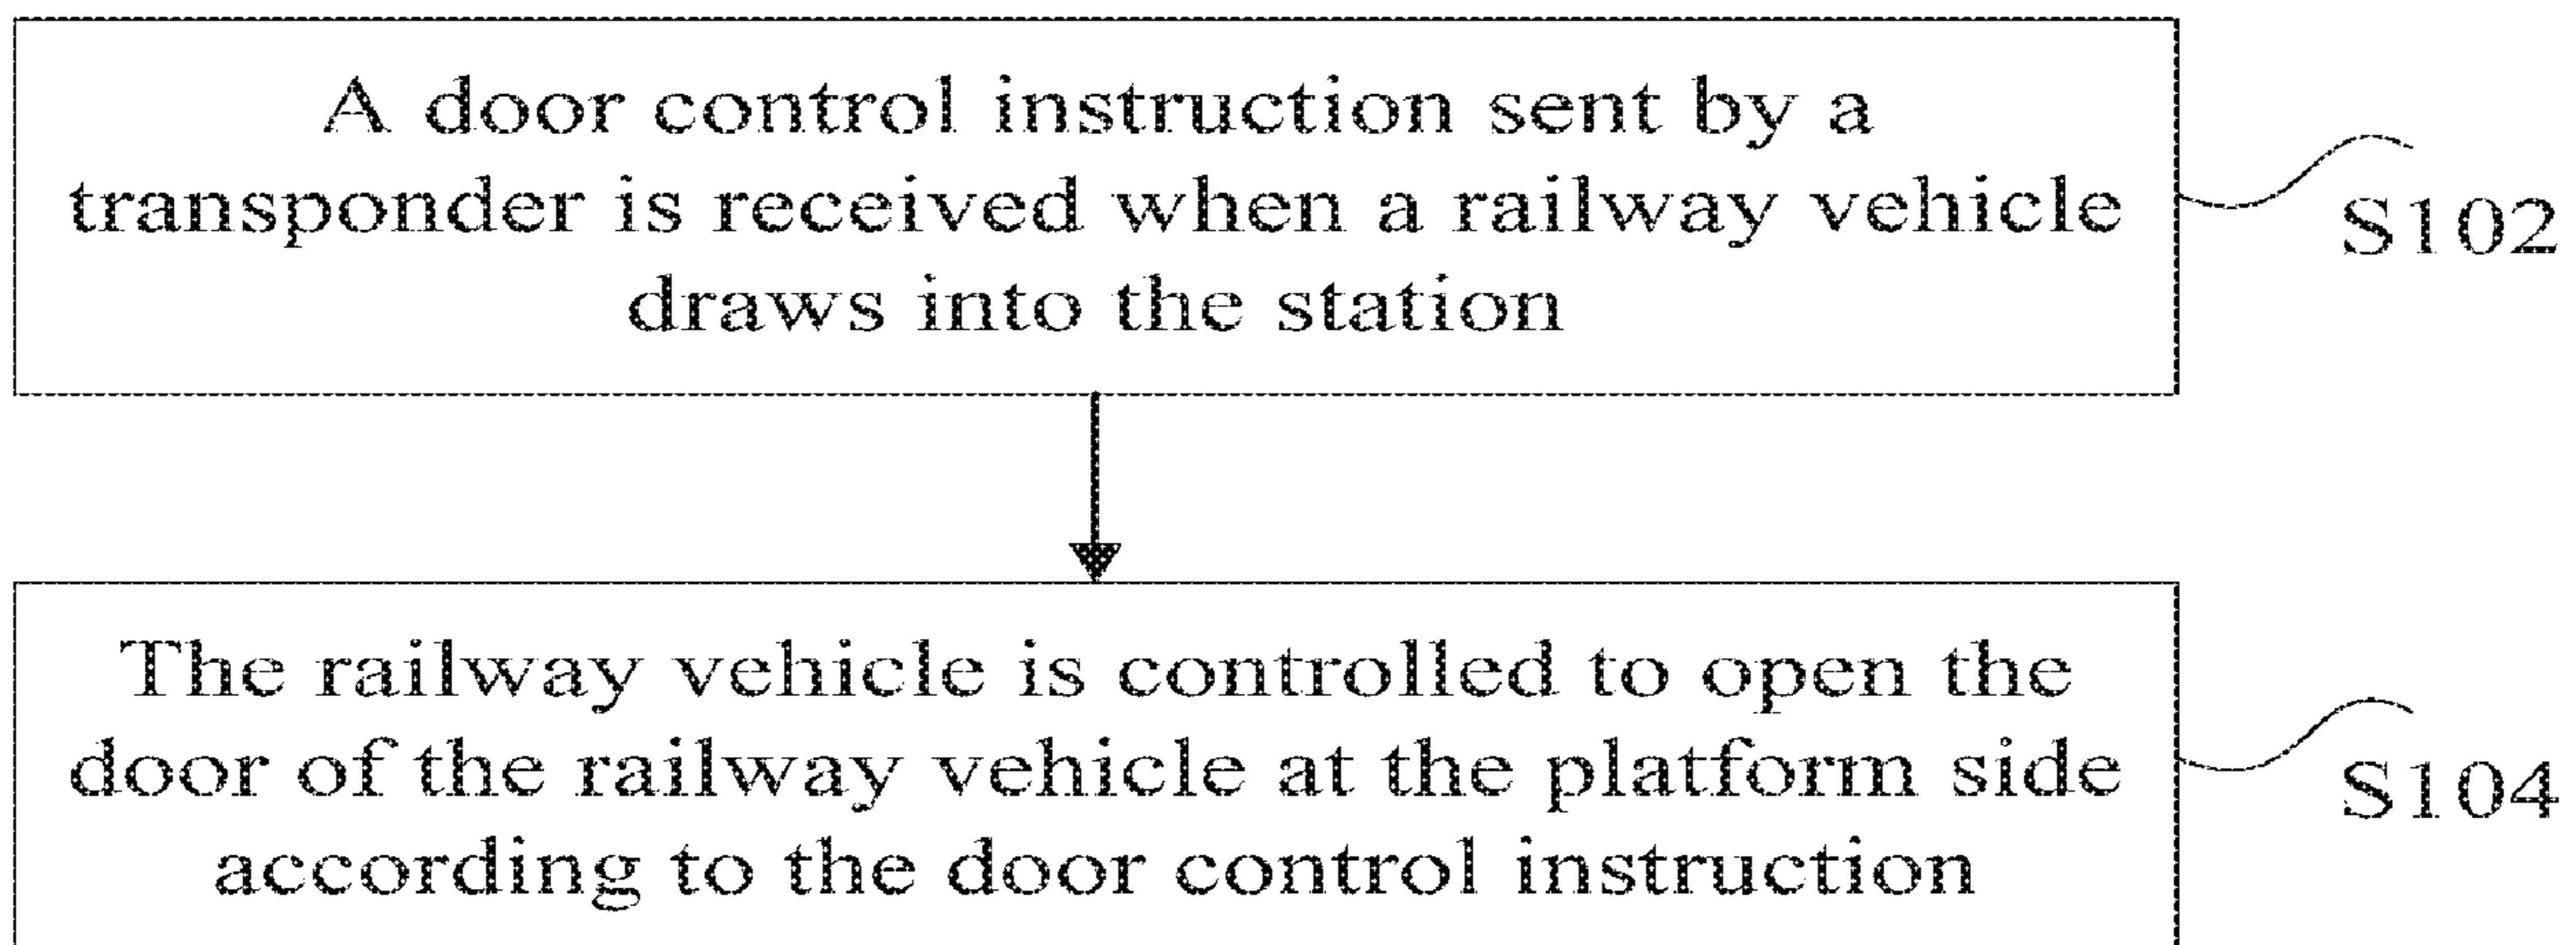 A door control instruction sent by a
transponder is received when a railway vehicle
draws into the station
S102
The railway vehicle is controlled to open the
door of the railway vehicle at the platform side
according to the door control instruction
S104